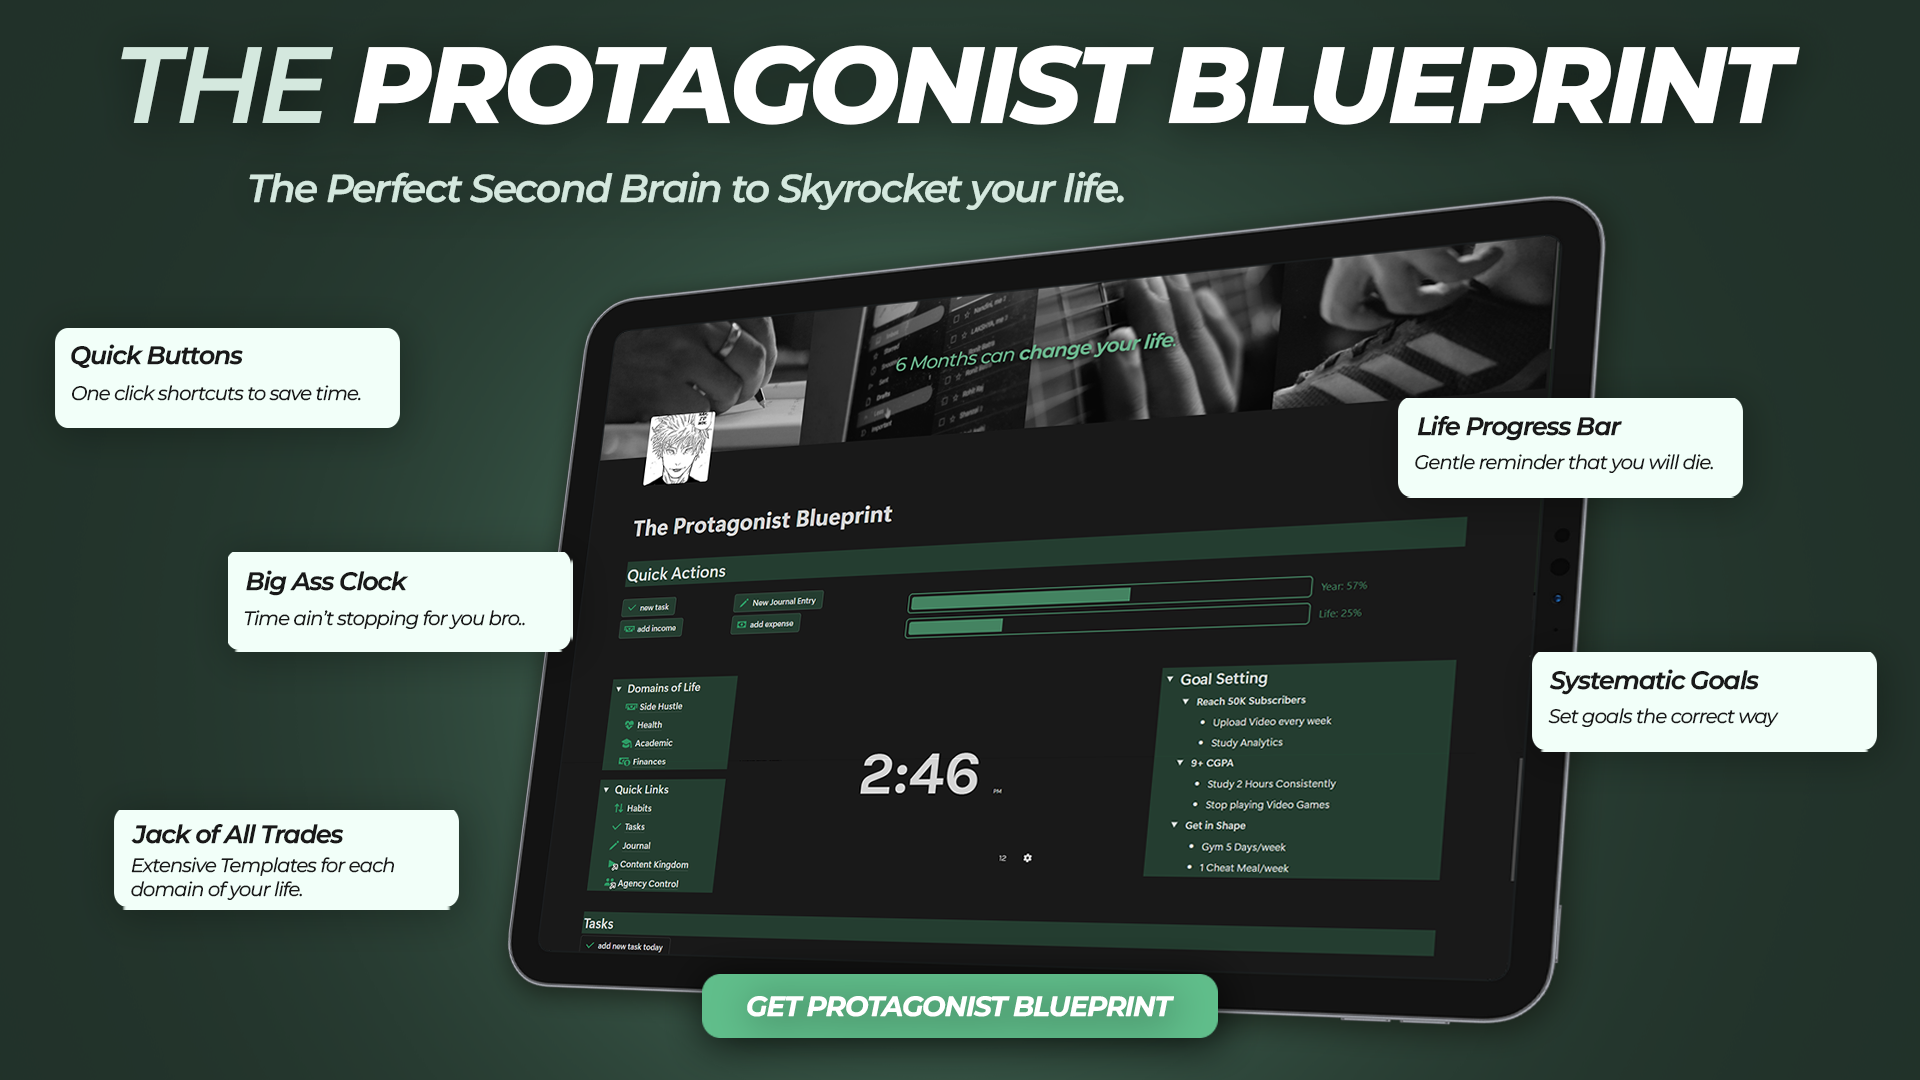 THE PROTAGONIST BLUEPRINT
The Perfect Second Brain to Skyrocket your life.
Quick Buttons
One click shortcuts to save time.
Big Ass Clock
Time ain't stopping for you bro..
Jack of All Trades
Extensive Templates for each
domain of your life.
Life Progress Bar
Gentle reminder that you will die.
Systematic Goals
Set goals the correct way
6 Months can change your life.
Starred
Sent
Drafts
Important
The Protagonist Blueprint
Quick Actions
new task
New Journal Entry
add income
add expense
Year: 57%
Life: 25%
Domains of Life
Side Hustle
Health
Academic
Finances
Quick Links
Habits
Tasks
Journal
Content Kingdom
Agency Control
2:46
PM
12
Goal Setting
Reach 50K Subscribers
Upload Video every week
Study Analytics
9+ CGPA
Study 2 Hours Consistently
Stop playing Video Games
Get in Shape
Gym 5 Days/week
1 Cheat Meal/week
Tasks
add new task today
GET PROTAGONIST BLUEPRINT